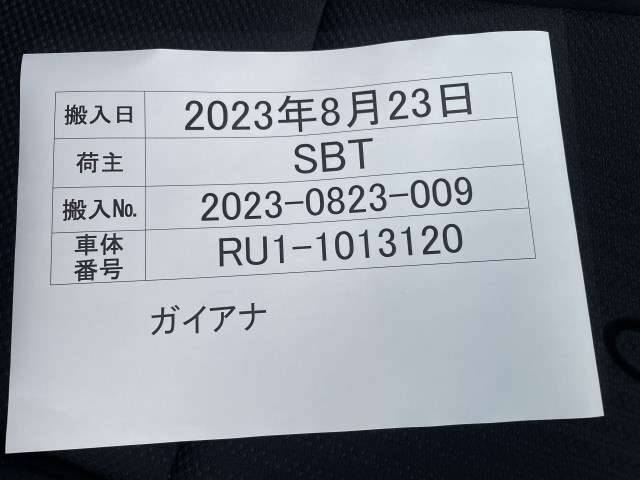 搬入日 2023年8月23日
荷主 SBT
搬入No. 2023-0823-009
車体番号 RU1-1013120
ガイアナ